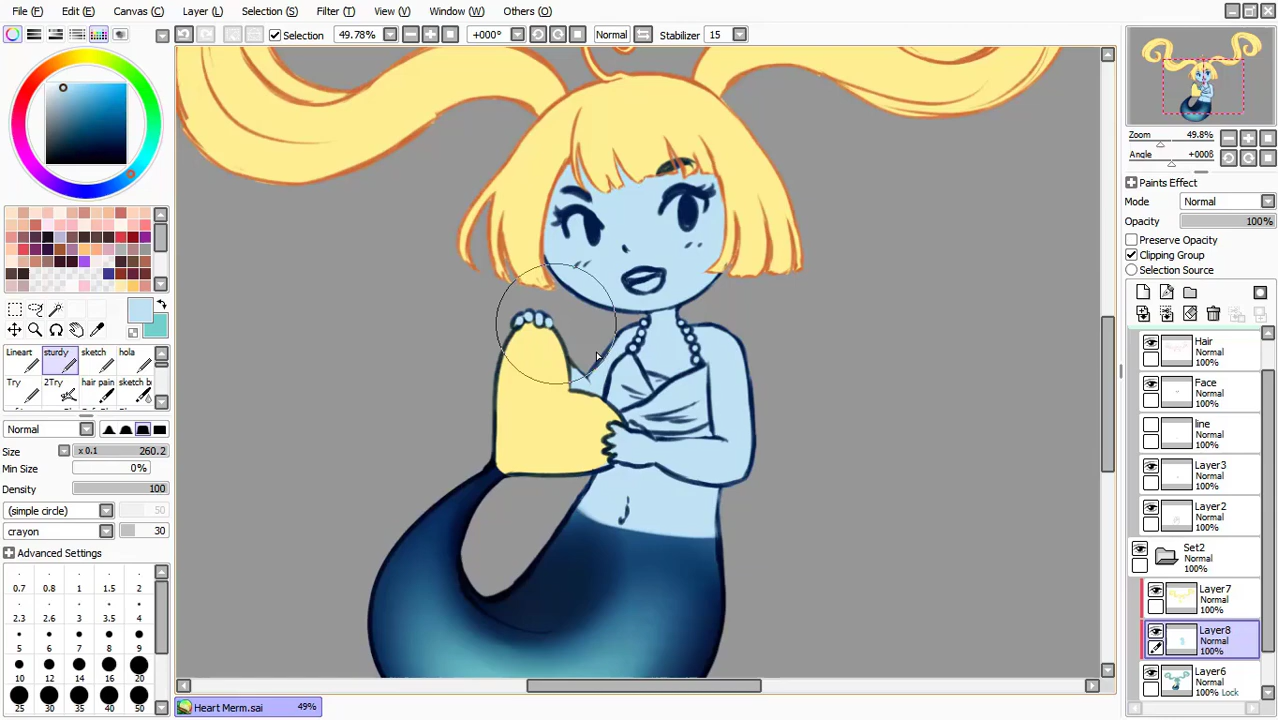 File (F) Edit (E) Canvas (C) Layer (L) Selection (S) Filter (T) View (V) Window (W) Others (O)
Selection 49.78% +000° Normal Stabilizer 15
Lineart sturdy sketch hola
Try 2Try hair pain sketch b
Normal
Size x 0.1 260.2
Min Size 0%
Density 100
(simple circle) 50
crayon 30
Advanced Settings
0.7 0.8 1 1.5 2
2.3 2.6 3 3.5 4
5 6 7 8 9
10 12 14 16 20
25 30 35 40 50
Heart Merm.sai 49%
Zoom 49.8%
Angle +0008
Paints Effect
Mode Normal
Opacity 100%
Preserve Opacity
Clipping Group
Selection Source
Hair
Normal
100%
Face
Normal
100%
line
Normal
100%
Layer3
Normal
100%
Layer2
Normal
100%
Set2
Normal
100%
Layer7
Normal
100%
Layer8
Normal
100%
Layer6
Normal
100% Lock